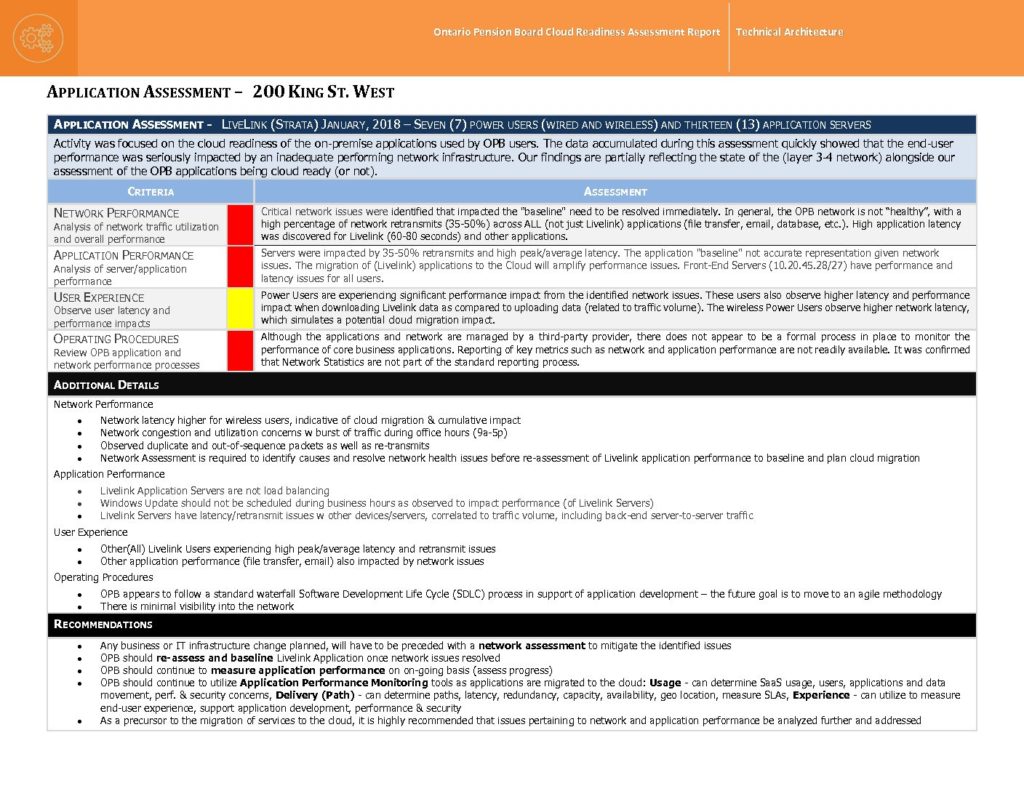 Ontario Pension Board Cloud Readiness Assessment Report
Technical Architecture
APPLICATION ASSESSMENT – 200 KING ST. WEST
APPLICATION ASSESSMENT - LIVELINK (STRATA) JANUARY, 2018 – SEVEN (7) POWER USERS (WIRED AND WIRELESS) AND THIRTEEN (13) APPLICATION SERVERS
Activity was focused on the cloud readiness of the on-premise applications used by OPB users. The data accumulated during this assessment quickly showed that the end-user
performance was seriously impacted by an inadequate performing network infrastructure. Our findings are partially reflecting the state of the (layer 3-4 network) alongside our
assessment of the OPB applications being cloud ready (or not).
CRITERIA
ASSESSMENT
NETWORK PERFORMANCE
Analysis of network traffic utilization
and overall performance
Critical network issues were identified that impacted the "baseline" need to be resolved immediately. In general, the OPB network is not "healthy", with a
high percentage of network retransmits (35-50%) across ALL (not just Livelink) applications (file transfer, email, database, etc.). High application latency
was discovered for Livelink (60-80 seconds) and other applications.
APPLICATION PERFORMANCE
Analysis of server/application
performance
Servers were impacted by 35-50% retransmits and high peak/average latency. The application "baseline" not accurate representation given network
issues. The migration of (Livelink) applications to the Cloud will amplify performance issues. Front-End Servers (10.20.45.28/27) have performance and
latency issues for all users.
USER EXPERIENCE
Observe user latency and
performance impacts
Power Users are experiencing significant performance impact from the identified network issues. These users also observe higher latency and performance
impact when downloading Livelink data as compared to uploading data (related to traffic volume). The wireless Power Users observe higher network latency,
which simulates a potential cloud migration impact.
OPERATING PROCEDURES
Review OPB application and
network performance processes
Although the applications and network are managed by a third-party provider, there does not appear to be a formal process in place to monitor the
performance of core business applications. Reporting of key metrics such as network and application performance are not readily available. It was confirmed
that Network Statistics are not part of the standard reporting process.
ADDITIONAL DETAILS
Network Performance
• Network latency higher for wireless users, indicative of cloud migration & cumulative impact
• Network congestion and utilization concerns w burst of traffic during office hours (9a-5p)
• Observed duplicate and out-of-sequence packets as well as re-transmits
• Network Assessment is required to identify causes and resolve network health issues before re-assessment of Livelink application performance to baseline and plan cloud migration
Application Performance
• Livelink Application Servers are not load balancing
• Windows Update should not be scheduled during business hours as observed to impact performance (of Livelink Servers)
• Livelink Servers have latency/retransmit issues w other devices/servers, correlated to traffic volume, including back-end server-to-server traffic
User Experience
• Other(All) Livelink Users experiencing high peak/average latency and retransmit issues
• Other application performance (file transfer, email) also impacted by network issues
Operating Procedures
• OPB appears to follow a standard waterfall Software Development Life Cycle (SDLC) process in support of application development – the future goal is to move to an agile methodology
• There is minimal visibility into the network
RECOMMENDATIONS
• Any business or IT infrastructure change planned, will have to be preceded with a network assessment to mitigate the identified issues
• OPB should re-assess and baseline Livelink Application once network issues resolved
• OPB should continue to measure application performance on on-going basis (assess progress)
• OPB should continue to utilize Application Performance Monitoring tools as applications are migrated to the cloud: Usage - can determine SaaS usage, users, applications and data
movement, perf. & security concerns, Delivery (Path) - can determine paths, latency, redundancy, capacity, availability, geo location, measure SLAs, Experience - can utilize to measure
end-user experience, support application development, performance & security
• As a precursor to the migration of services to the cloud, it is highly recommended that issues pertaining to network and application performance be analyzed further and addressed